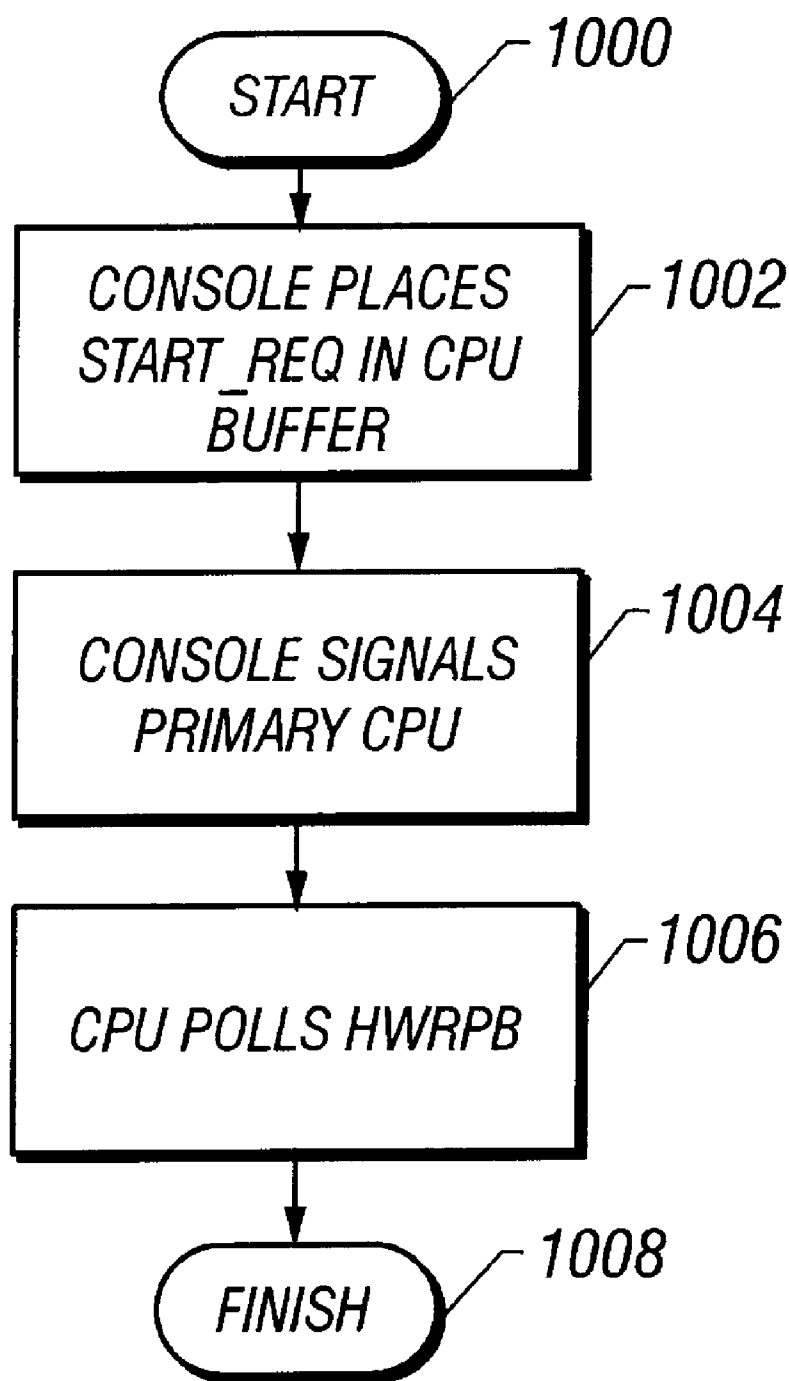 START
1000
CONSOLE PLACES
START_REQ IN CPU
BUFFER
1002
CONSOLE SIGNALS
PRIMARY CPU
1004
CPU POLLS HWRPB
1006
FINISH
1008